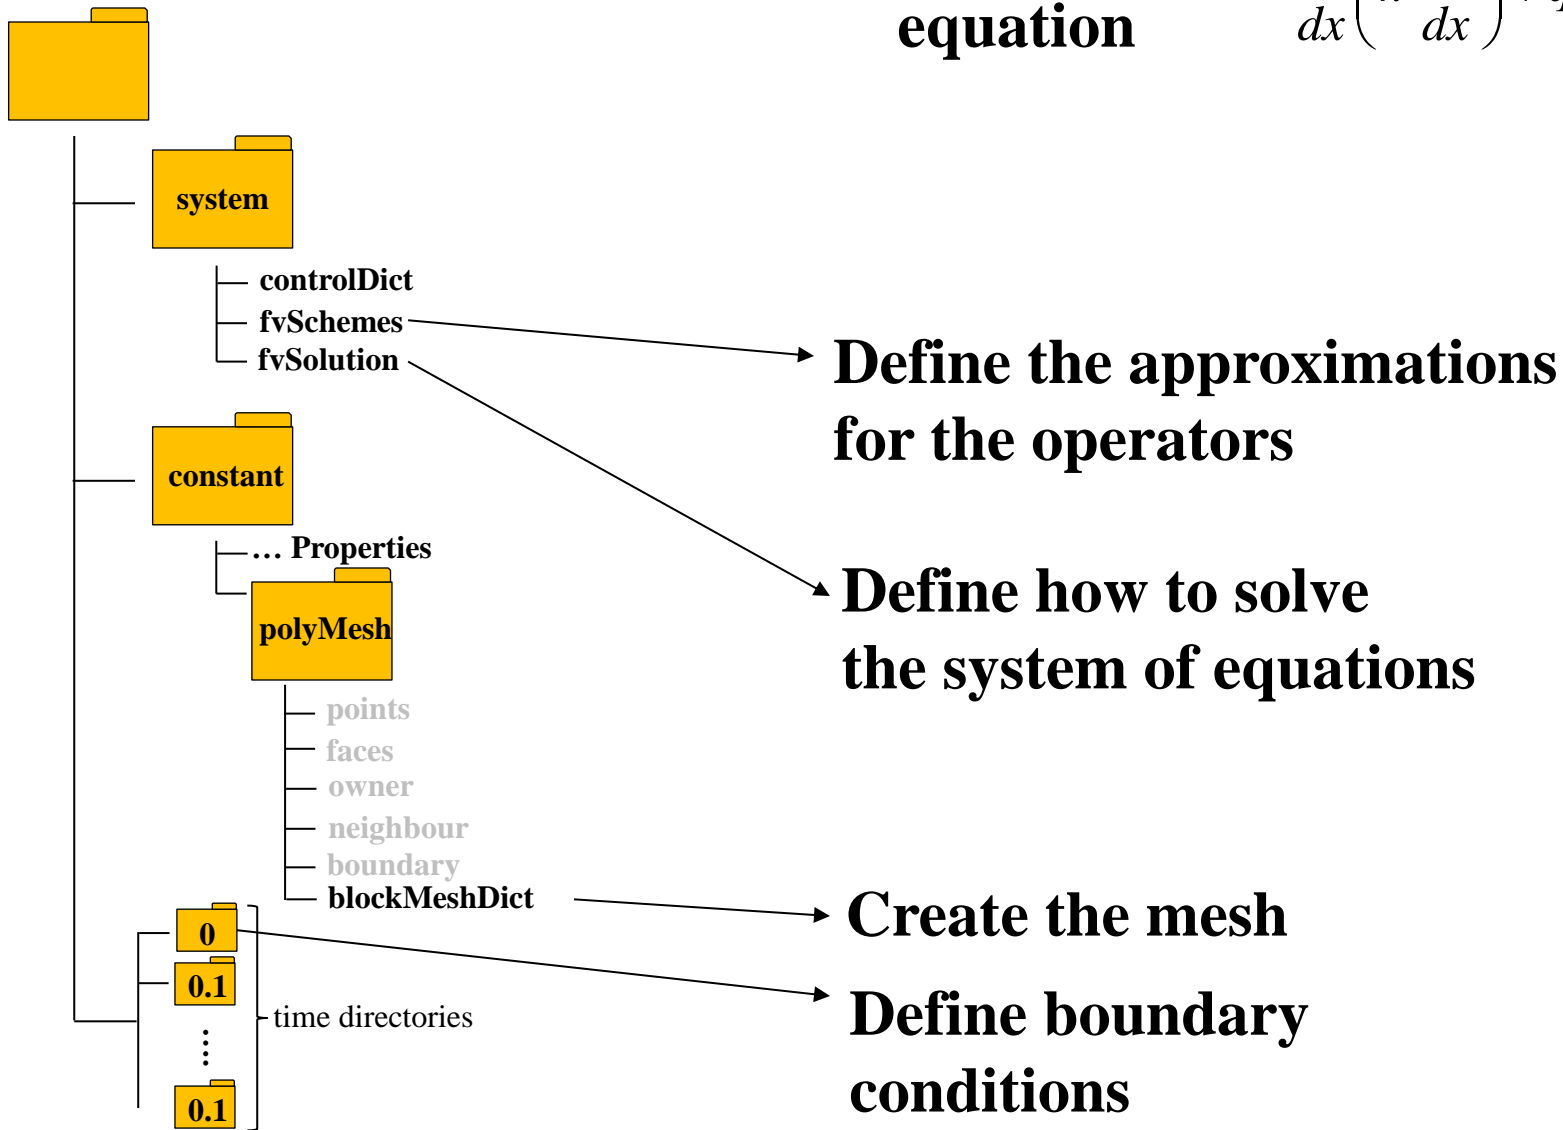 equation
dx ( dx )
system
controlDict
fvSchemes
fvSolution
Define the approximations
for the operators
constant
... Properties
polyMesh
Define how to solve
the system of equations
points
faces
owner
neighbour
boundary
blockMeshDict
Create the mesh
0
0.1
time directories
0.1
Define boundary
conditions